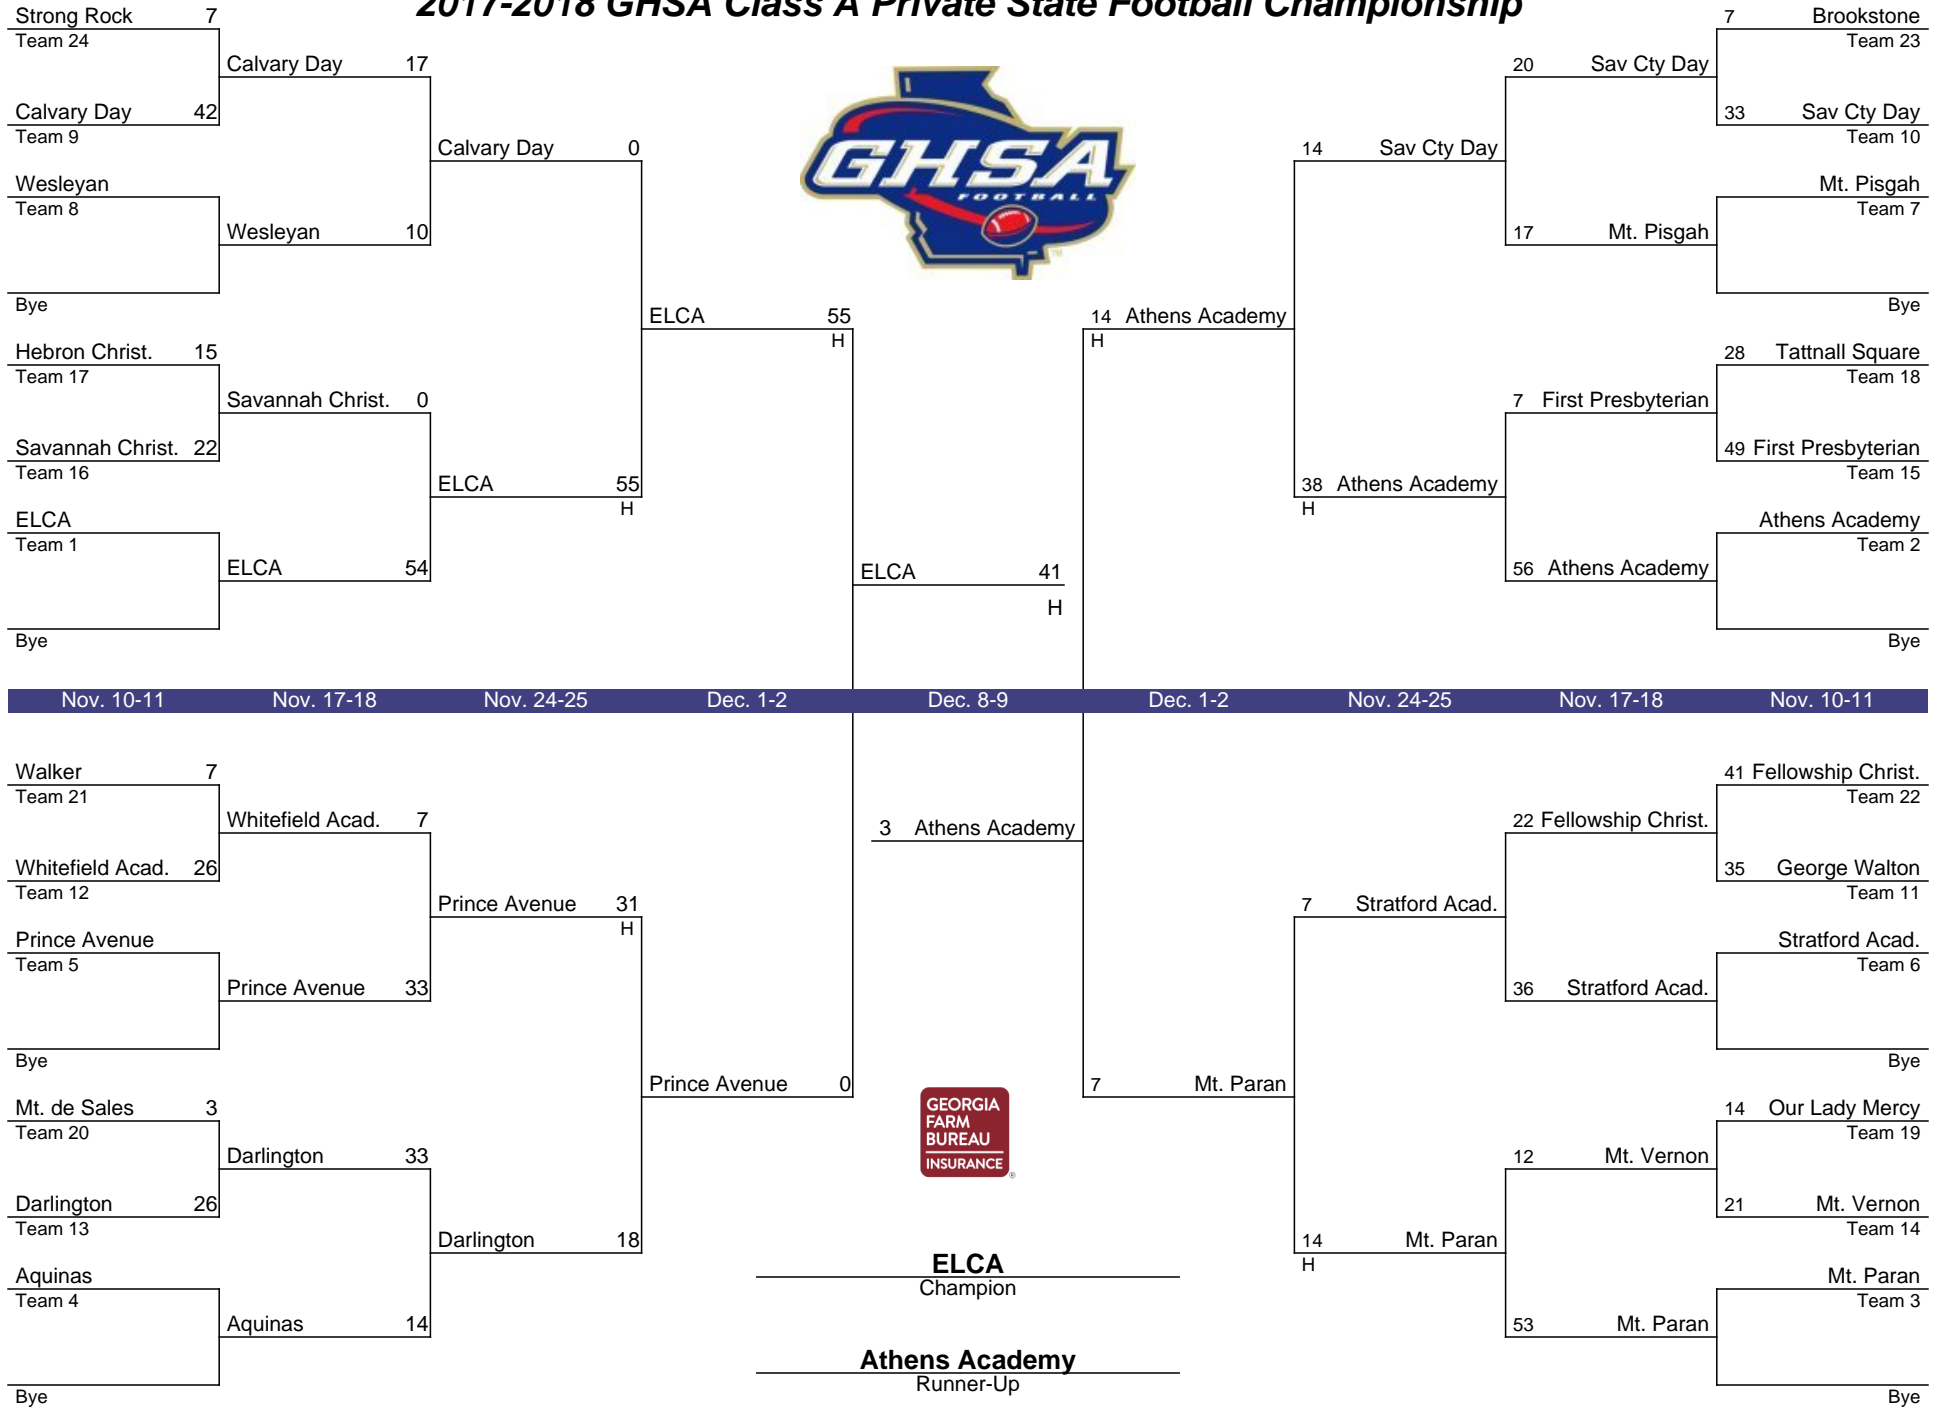 2017-2018 GHSA Class A Private State Football Championship
Strong Rock 7
Team 24
Calvary Day 17
Calvary Day 42
Team 9
Calvary Day 0
Wesleyan
Team 8
Wesleyan 10
Bye
ELCA 55
H
Hebron Christ. 15
Team 17
Savannah Christ. 0
Savannah Christ. 22
Team 16
ELCA 55
H
ELCA
Team 1
ELCA 54
Bye
GHSA
FOOTBALL
TM
7 Brookstone
Team 23
20 Sav Cty Day
33 Sav Cty Day
Team 10
14 Sav Cty Day
Mt. Pisgah
Team 7
17 Mt. Pisgah
Bye
14 Athens Academy
H
28 Tattnall Square
Team 18
7 First Presbyterian
49 First Presbyterian
Team 15
38 Athens Academy
H
Athens Academy
Team 2
56 Athens Academy
Bye
ELCA 41
H
Nov. 10-11 Nov. 17-18 Nov. 24-25 Dec. 1-2 Dec. 8-9 Dec. 1-2 Nov. 24-25 Nov. 17-18 Nov. 10-11
Walker 7
Team 21
Whitefield Acad. 7
Whitefield Acad. 26
Team 12
Prince Avenue 31
H
Prince Avenue
Team 5
Prince Avenue 33
Bye
Prince Avenue 0
Mt. de Sales 3
Team 20
Darlington 33
Darlington 26
Team 13
Darlington 18
Aquinas
Team 4
Aquinas 14
Bye
3 Athens Academy
41 Fellowship Christ.
Team 22
22 Fellowship Christ.
35 George Walton
Team 11
7 Stratford Acad.
Stratford Acad.
Team 6
36 Stratford Acad.
Bye
7 Mt. Paran
14 Our Lady Mercy
Team 19
12 Mt. Vernon
21 Mt. Vernon
Team 14
14 Mt. Paran
H
Mt. Paran
Team 3
53 Mt. Paran
Bye
GEORGIA
FARM
BUREAU
INSURANCE
®
ELCA
Champion
Athens Academy
Runner-Up